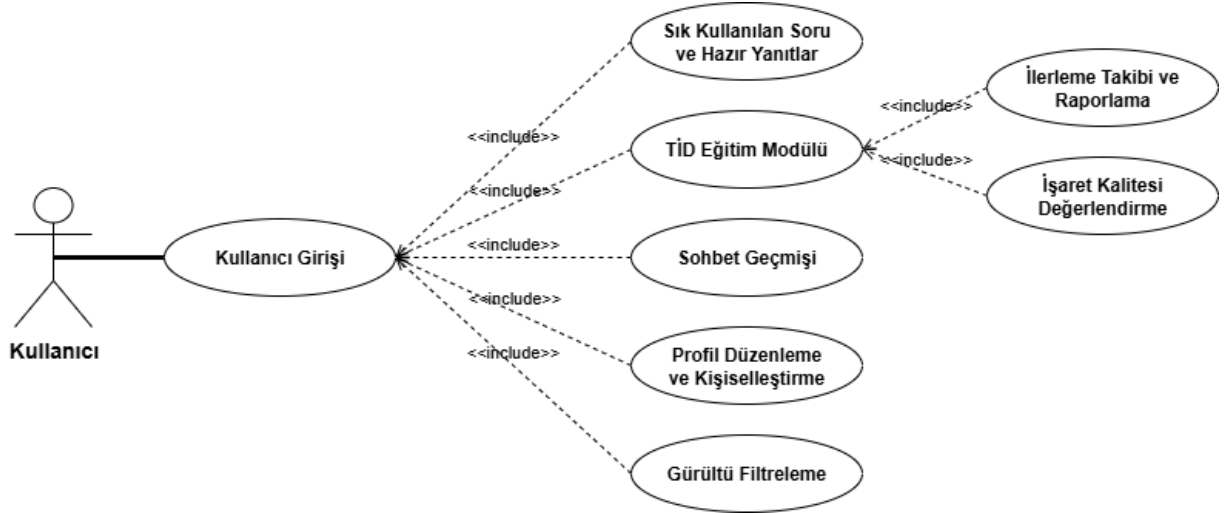 Sık Kullanılan Soru
ve Hazır Yanıtlar
İlerleme Takibi ve
Raporlama
<<include>>
<<include>>
TİD Eğitim Modülü
<<include>>
İşaret Kalitesi
Değerlendirme
<<include>>
Kullanıcı Girişi
<<include>>
Sohbet Geçmişi
<<include>>
Kullanıcı
<<include>>
Profil Düzenleme
ve Kişiselleştirme
Gürültü Filtreleme